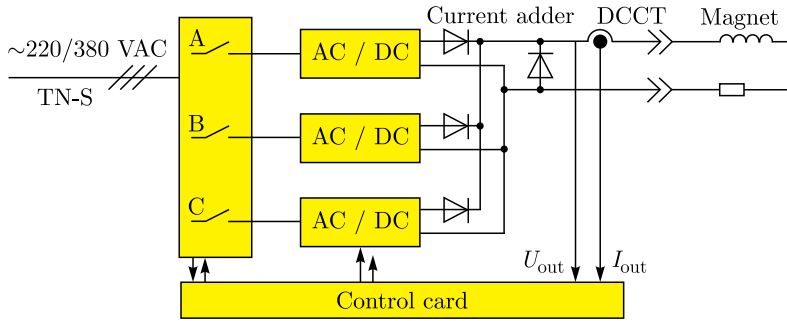 Current adder
DCCT
Magnet
~220/380 VAC
TN-S
A
AC / DC
B
AC / DC
C
AC / DC
Uout
Iout
Control card